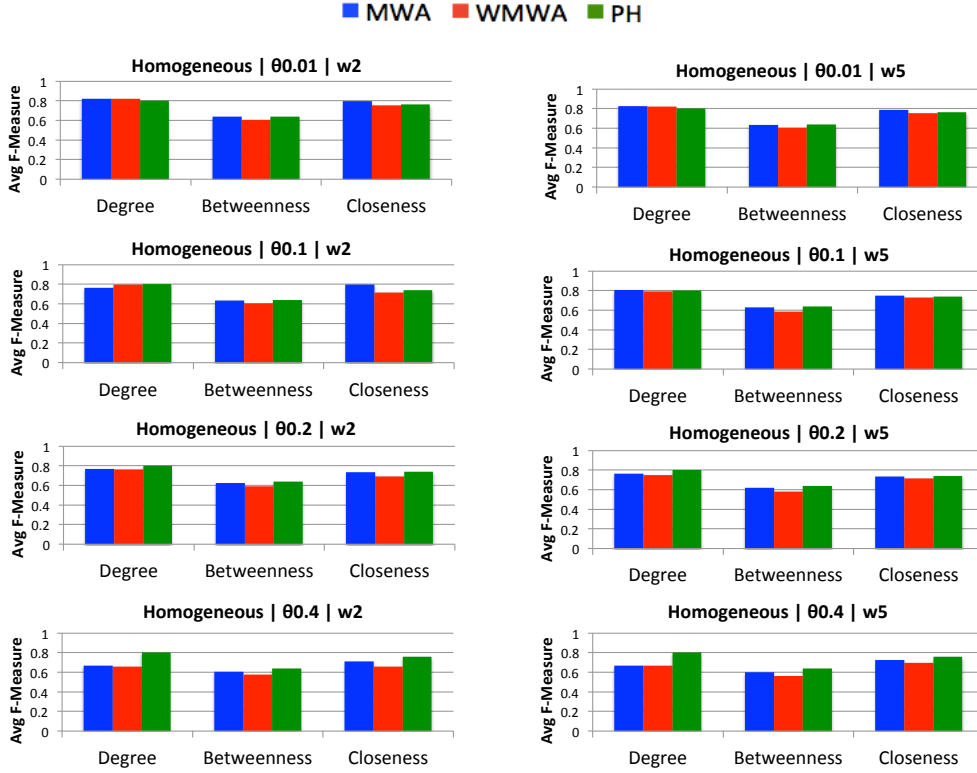 MWA WMWA PH
Homogeneous | θ0.01 | w2
Avg F-Measure
1
0.8
0.6
0.4
0.2
0
Degree Betweenness Closeness
Homogeneous | θ0.01 | w5
Avg F-Measure
1
0.8
0.6
0.4
0.2
0
Degree Betweenness Closeness
Homogeneous | θ0.1 | w2
Avg F-Measure
1
0.8
0.6
0.4
0.2
0
Degree Betweenness Closeness
Homogeneous | θ0.1 | w5
Avg F-Measure
1
0.8
0.6
0.4
0.2
0
Degree Betweenness Closeness
Homogeneous | θ0.2 | w2
Avg F-Measure
1
0.8
0.6
0.4
0.2
0
Degree Betweenness Closeness
Homogeneous | θ0.2 | w5
Avg F-Measure
1
0.8
0.6
0.4
0.2
0
Degree Betweenness Closeness
Homogeneous | θ0.4 | w2
Avg F-Measure
1
0.8
0.6
0.4
0.2
0
Degree Betweenness Closeness
Homogeneous | θ0.4 | w5
Avg F-Measure
1
0.8
0.6
0.4
0.2
0
Degree Betweenness Closeness